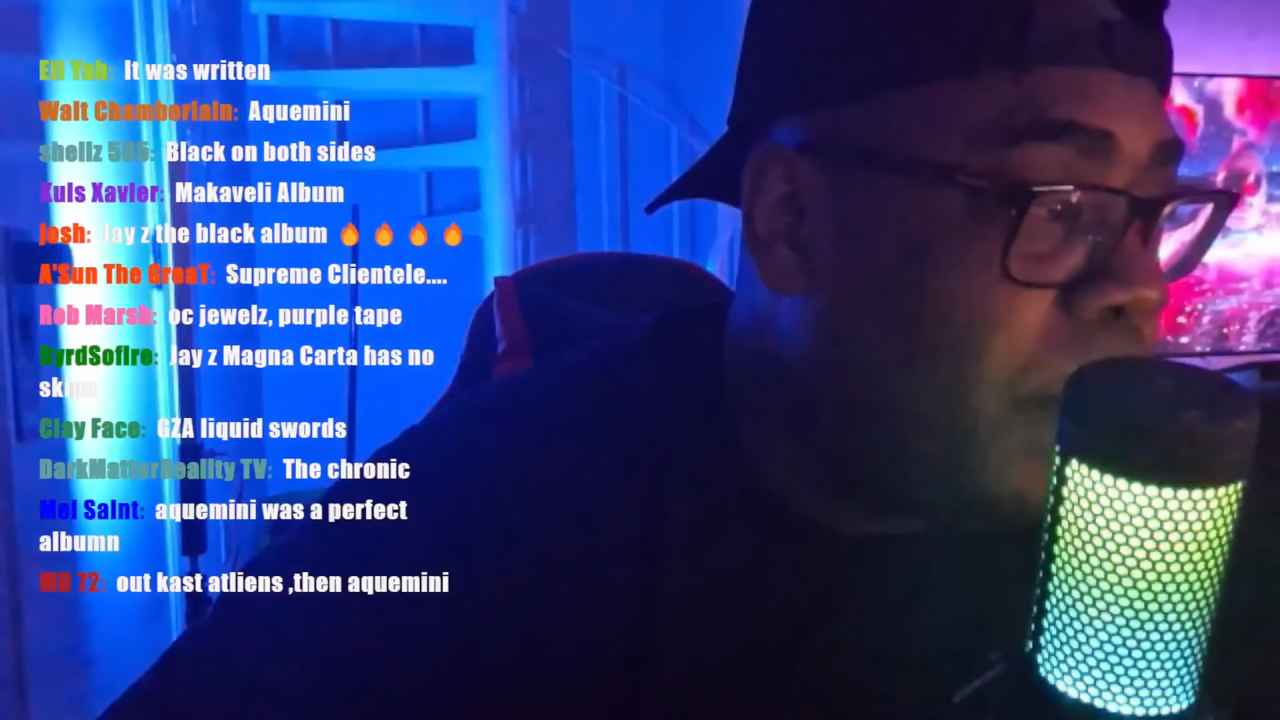 Eli Yah: It was written
Walt Chamberlain: Aquemini
shellz 585: Black on both sides
Kuls Xavier: Makaveli Album
Josh: Jay z the black album 🔥 🔥 🔥 🔥
A'Sun The GreaT: Supreme Clientele....
Rob Marsh: oc jewelz, purple tape
ByrdSofire: Jay z Magna Carta has no
skips
Clay Face: GZA liquid swords
DarkMatterReality TV: The chronic
Mel Saint: aquemini was a perfect
albumn
72: out kast atliens ,then aquemini